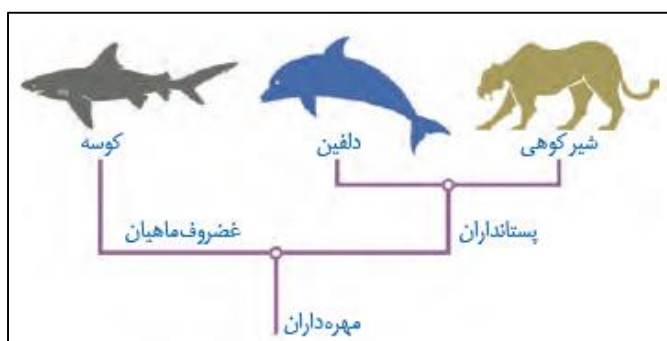 کوسه
دلفین
شیر کوهی
غضروف‌ماهیان
پستانداران
مهره‌داران